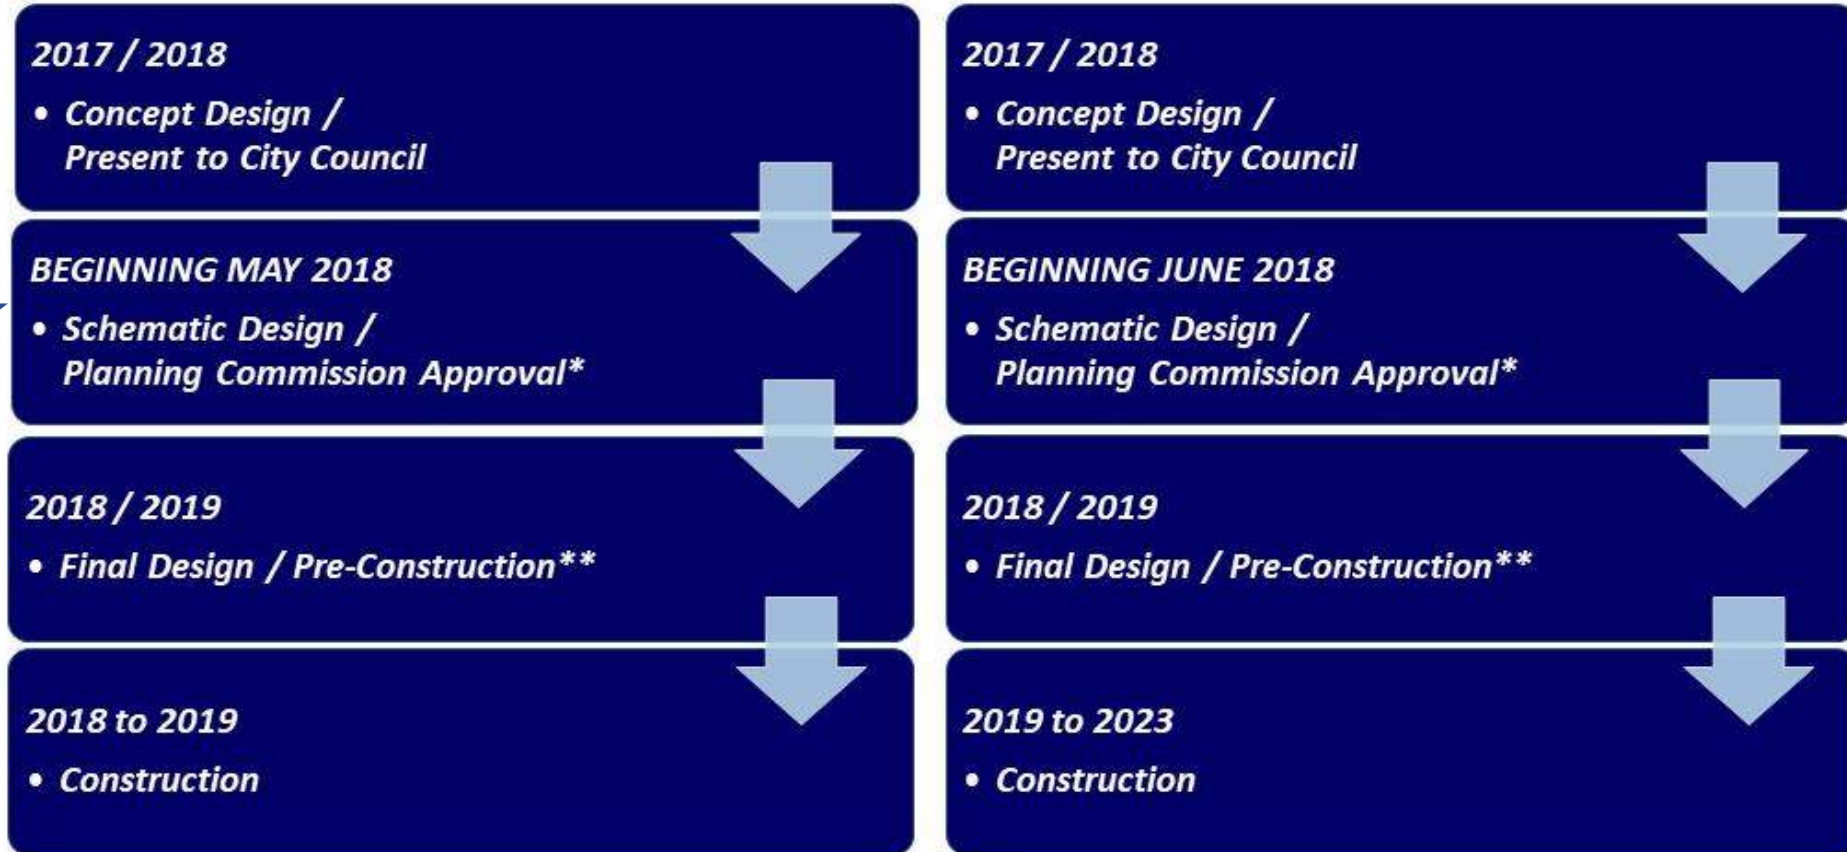 2017 / 2018
• Concept Design /
Present to City Council
BEGINNING MAY 2018
• Schematic Design /
Planning Commission Approval*
2018 / 2019
• Final Design / Pre-Construction**
2018 to 2019
• Construction
2017 / 2018
• Concept Design /
Present to City Council
BEGINNING JUNE 2018
• Schematic Design /
Planning Commission Approval*
2018 / 2019
• Final Design / Pre-Construction**
2019 to 2023
• Construction